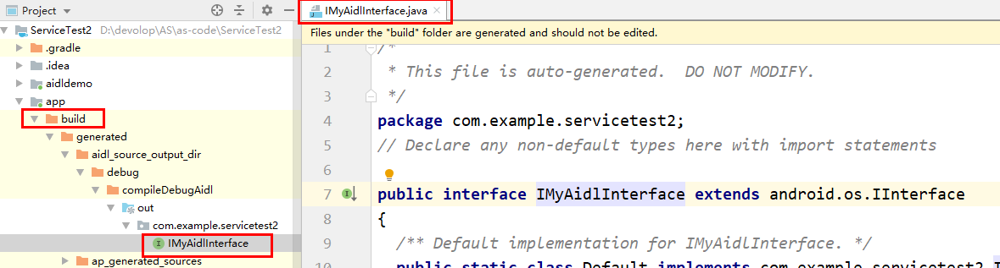 Project
ServiceTest2 D:\devolop\AS\as-code\ServiceTest2
.gradle
.idea
aidldemo
app
build
generated
aidl_source_output_dir
debug
compileDebugAidl
out
com.example.servicetest2
IMyAidlInterface
ap_generated_sources
IMyAidlInterface.java
Files under the "build" folder are generated and should not be edited.
1 /*
2 * This file is auto-generated. DO NOT MODIFY.
3 */
4 package com.example.servicetest2;
5 // Declare any non-default types here with import statements
6
7 public interface IMyAidlInterface extends android.os.IInterface
8 {
9 /** Default implementation for IMyAidlInterface. */
10 public static class Default implements com.example.servicetest2.I